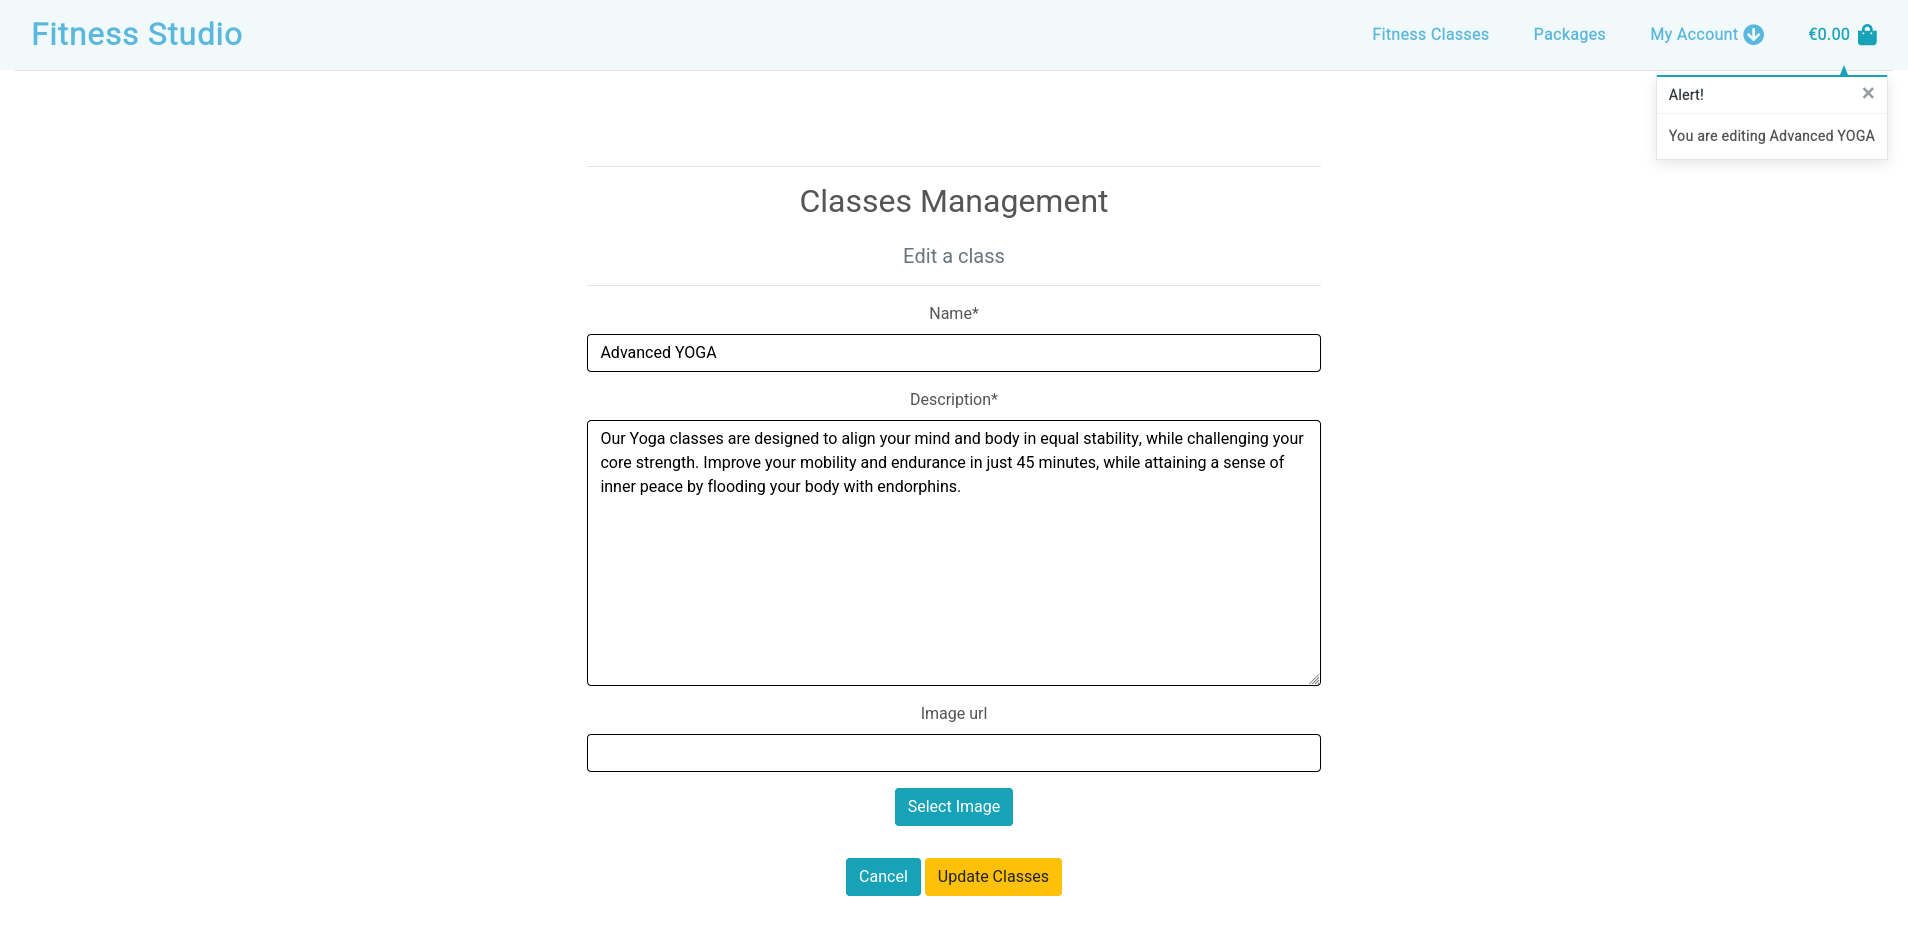 Fitness Studio
Fitness Classes
Packages
My Account
€0.00
Alert!
×
You are editing Advanced YOGA
Classes Management
Edit a class
Name*
Advanced YOGA
Description*
Our Yoga classes are designed to align your mind and body in equal stability, while challenging your
core strength. Improve your mobility and endurance in just 45 minutes, while attaining a sense of
inner peace by flooding your body with endorphins.
Image url
Select Image
Cancel
Update Classes